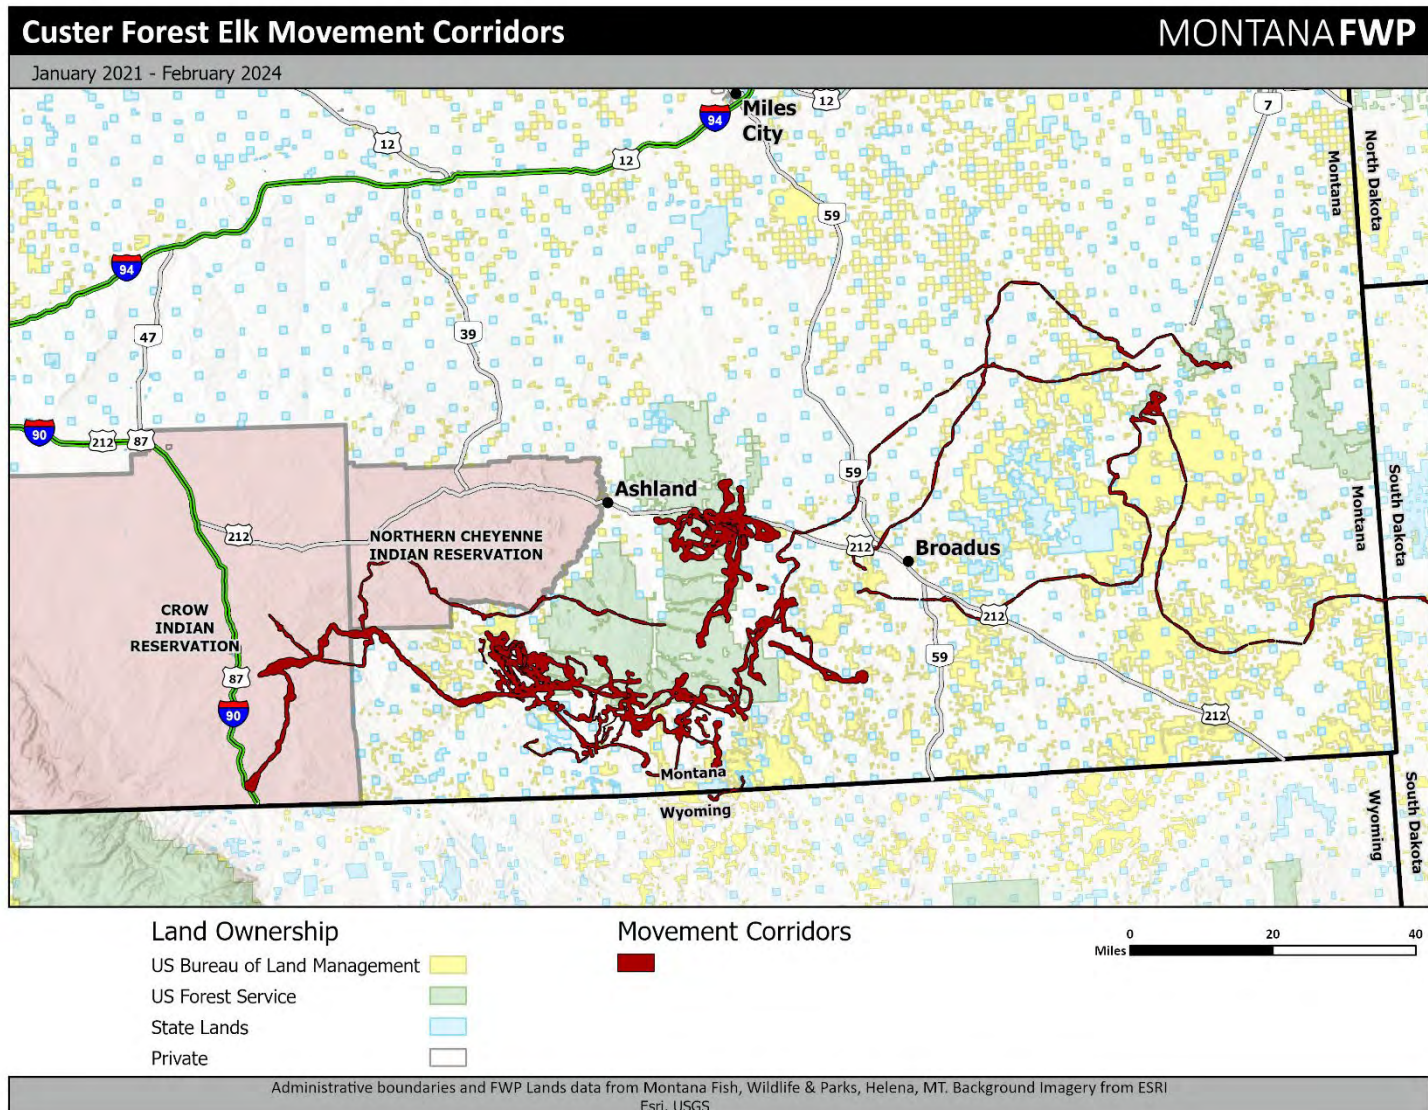 Custer Forest Elk Movement Corridors
MONTANAFWP
January 2021 - February 2024
Miles
City
94
12
12
7
12
59
94
47
39
North Dakota
Montana
90
212
87
59
Ashland
212
NORTHERN CHEYENNE
INDIAN RESERVATION
212
Broadus
South Dakota
Montana
CROW
INDIAN
RESERVATION
212
87
59
90
212
Montana
Wyoming
South Dakota
Wyoming
Land Ownership
US Bureau of Land Management
US Forest Service
State Lands
Private
Movement Corridors
0 20 40
Miles
Administrative boundaries and FWP Lands data from Montana Fish, Wildlife & Parks, Helena, MT. Background Imagery from ESRI
Esri, USGS